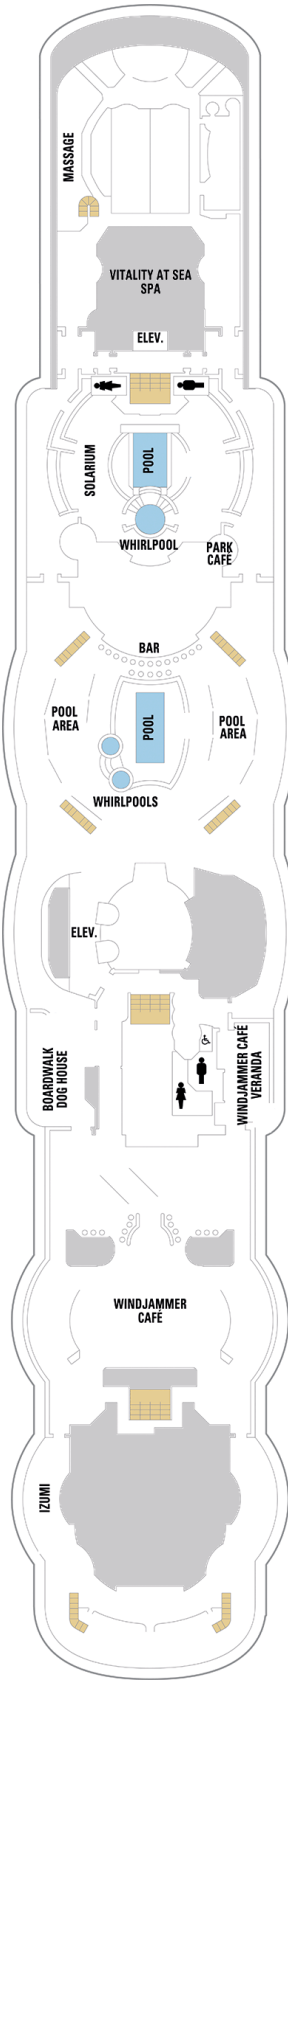 MASSAGE
VITALITY AT SEA
SPA
ELEV.
SOLARIUM
POOL
WHIRLPOOL
PARK
CAFÉ
BAR
POOL
AREA
POOL
POOL
AREA
WHIRLPOOLS
ELEV.
BOARDWALK
DOG HOUSE
WINDJAMMER CAFÉ
VERANDA
WINDJAMMER
CAFÉ
IZUMI